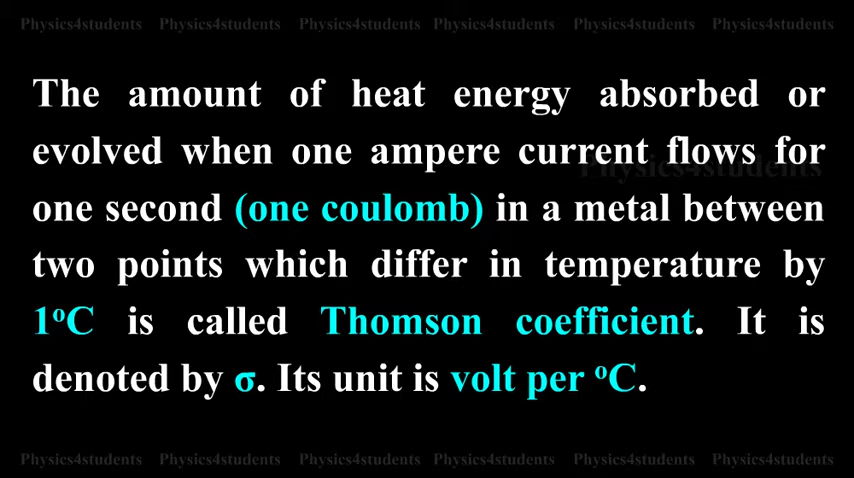 Physics4students Physics4students Physics4students Physics4students Physics4students Physics4students
The amount of heat energy absorbed or
evolved when one ampere current flows for
Physics4students
one second (one coulomb) in a metal between
two points which differ in temperature by
1°C is called Thomson coefficient. It is
denoted by σ. Its unit is volt per °C.
Physics4students Physics4students Physics4students Physics4students Physics4students Physics4students